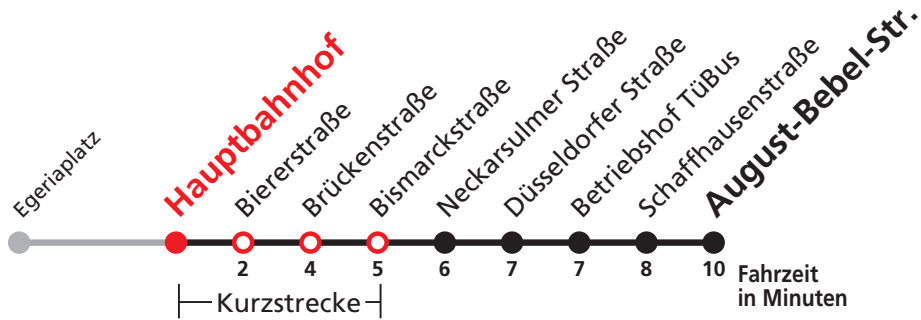 Egeriaplatz
Hauptbahnhof
Biererstraße
Brückenstraße
Bismarckstraße
Neckarsulmer Straße
Düsseldorfer Straße
Betriebshof TüBus
Schaffhausenstraße
August-Bebel-Str.
2 4 5 6 7 7 8 10
Fahrzeit
in Minuten
Kurzstrecke